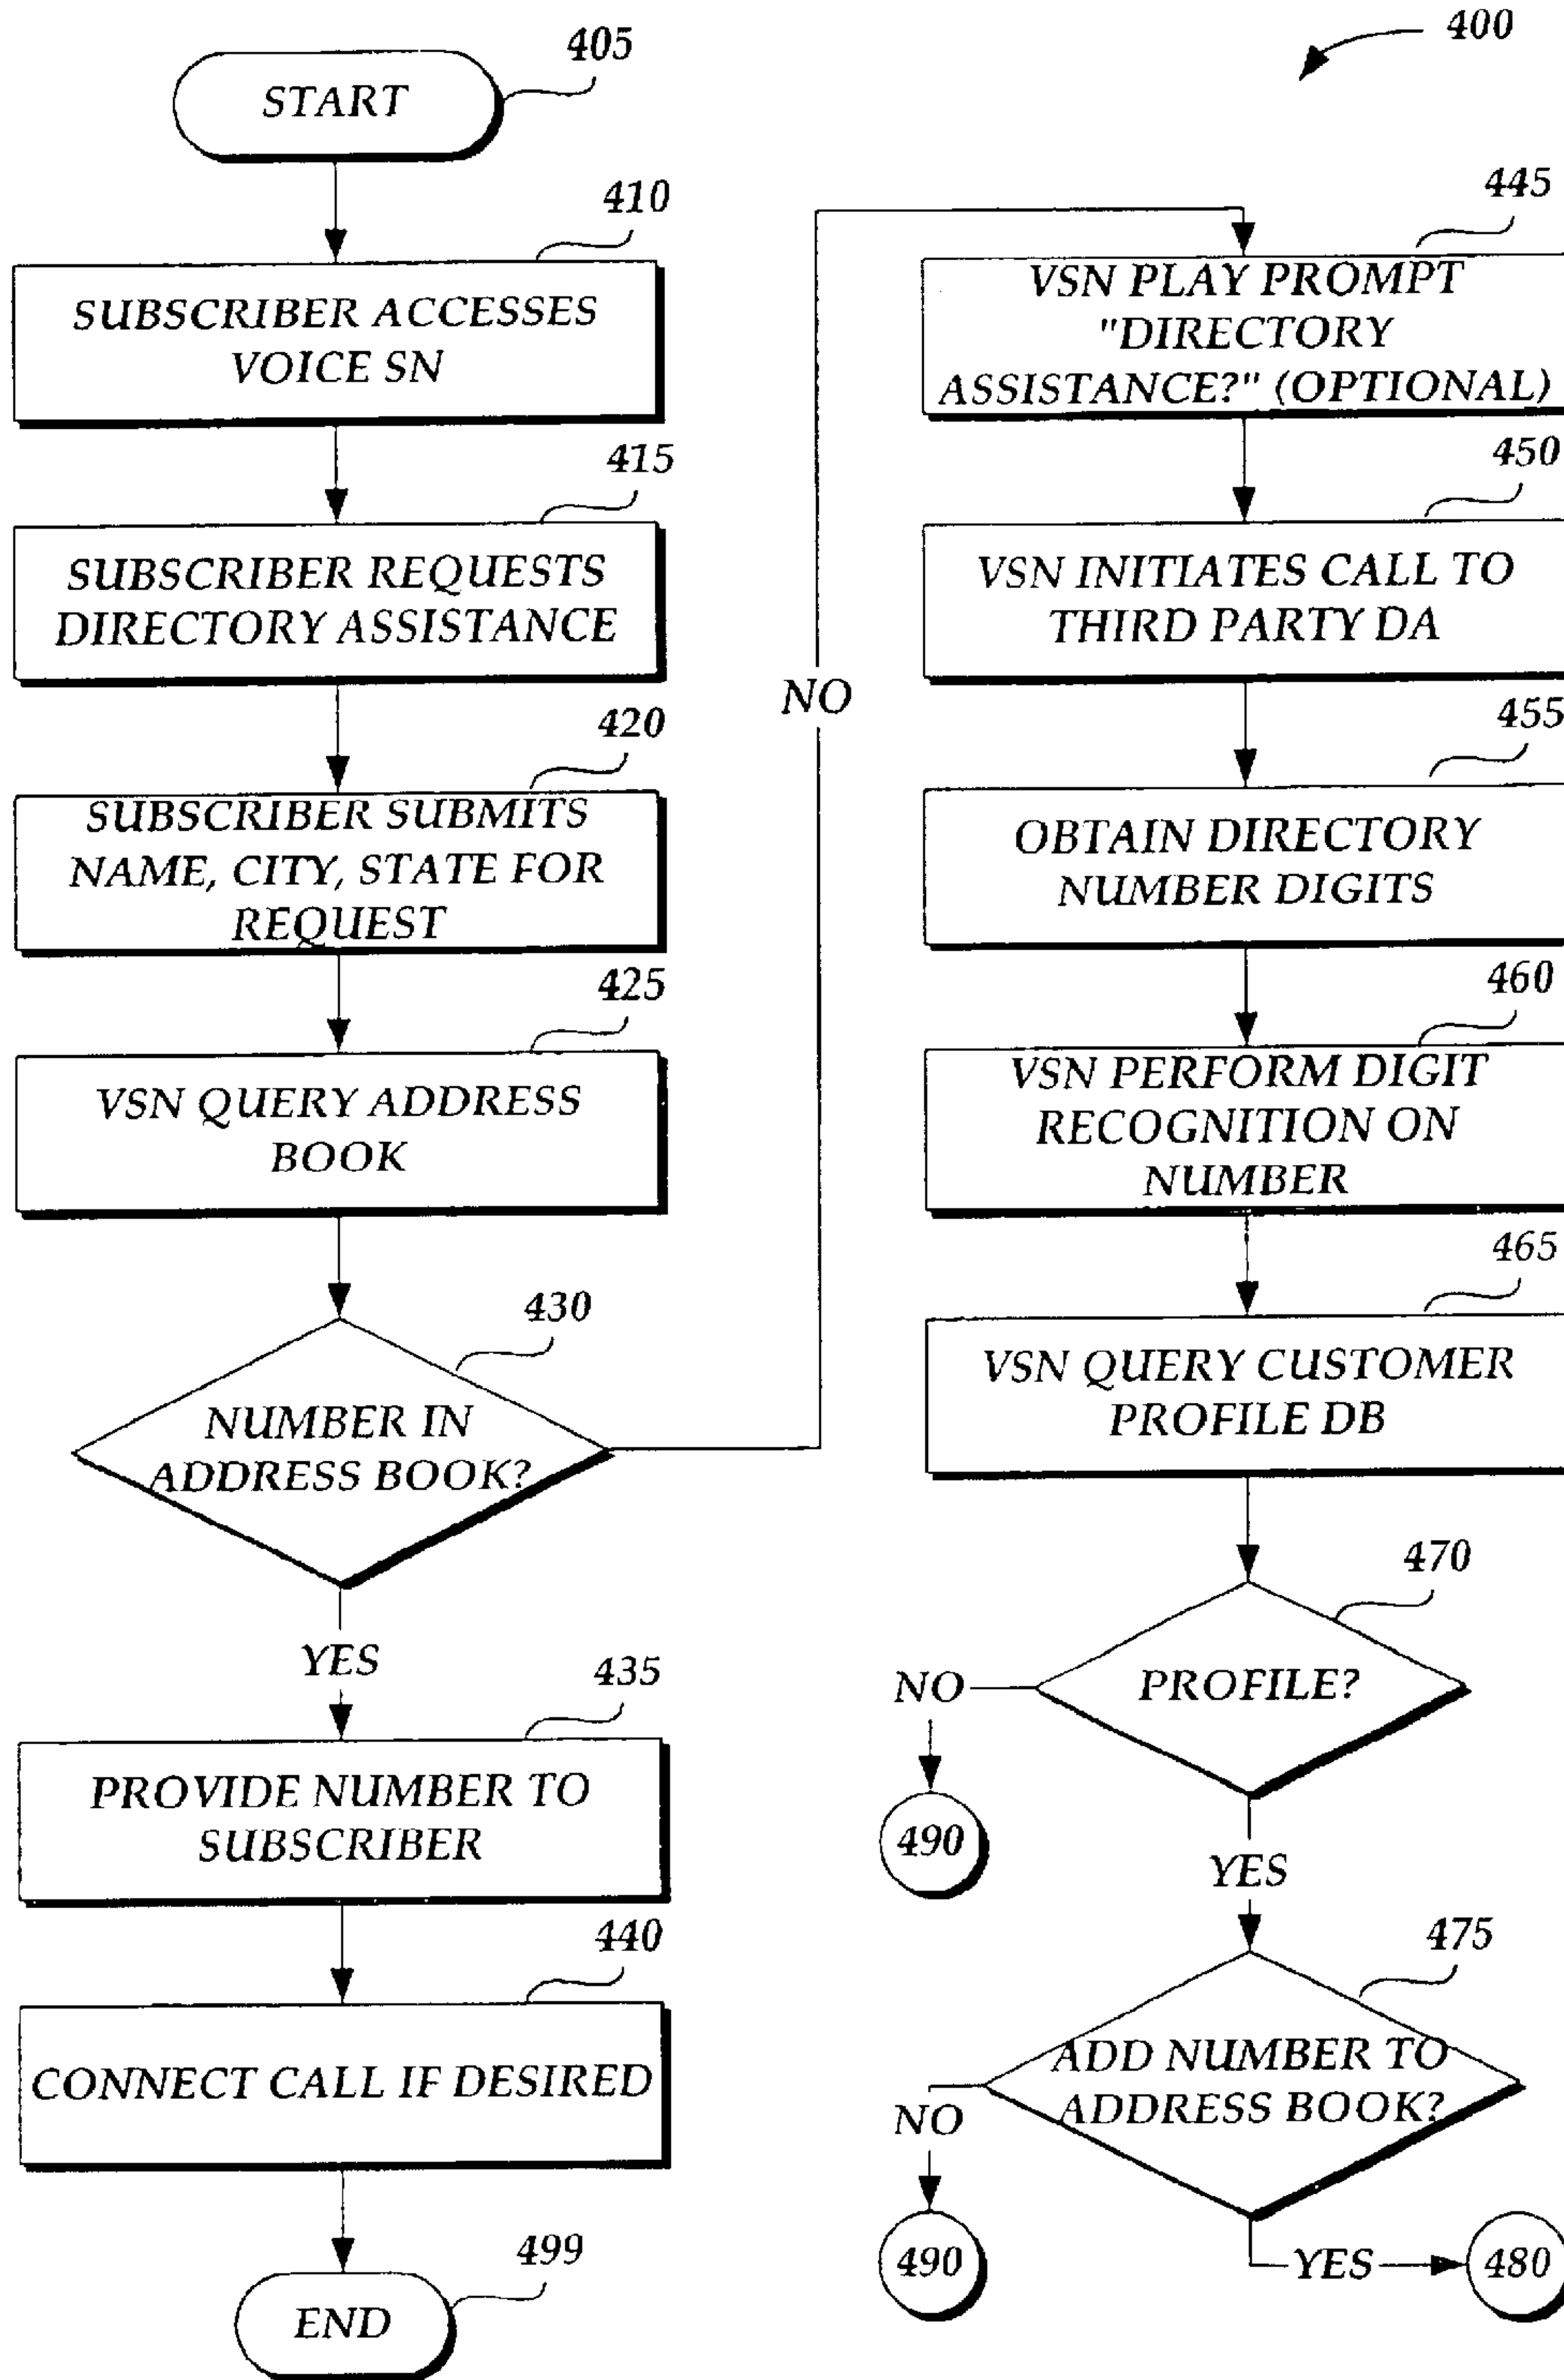 400
405
START
410
SUBSCRIBER ACCESSES
VOICE SN
415
SUBSCRIBER REQUESTS
DIRECTORY ASSISTANCE
420
SUBSCRIBER SUBMITS
NAME, CITY, STATE FOR
REQUEST
425
VSN QUERY ADDRESS
BOOK
430
NUMBER IN
ADDRESS BOOK?
NO
YES
435
PROVIDE NUMBER TO
SUBSCRIBER
440
CONNECT CALL IF DESIRED
499
END
445
VSN PLAY PROMPT
"DIRECTORY
ASSISTANCE?" (OPTIONAL)
450
VSN INITIATES CALL TO
THIRD PARTY DA
455
OBTAIN DIRECTORY
NUMBER DIGITS
460
VSN PERFORM DIGIT
RECOGNITION ON
NUMBER
465
VSN QUERY CUSTOMER
PROFILE DB
470
PROFILE?
NO
490
YES
475
ADD NUMBER TO
ADDRESS BOOK?
NO
490
YES
480